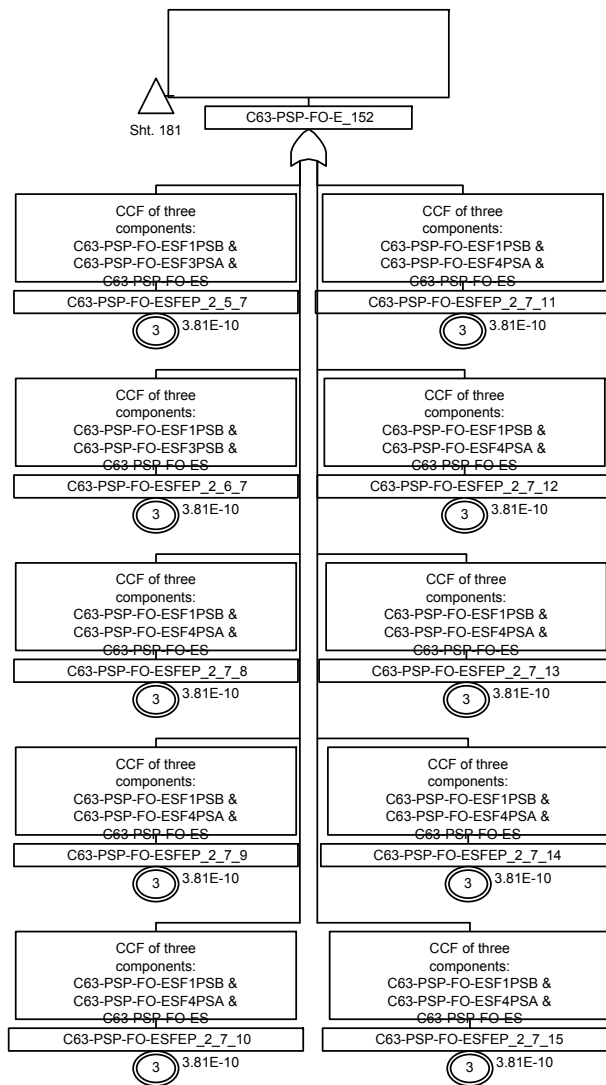 Sht. 181
C63-PSP-FO-E_152
CCF of three
components:
C63-PSP-FO-ESF1PSB &
C63-PSP-FO-ESF3PSA &
C63-PSP-FO-ES
C63-PSP-FO-ESFEP_2_5_7
3
3.81E-10
CCF of three
components:
C63-PSP-FO-ESF1PSB &
C63-PSP-FO-ESF4PSA &
C63-PSP-FO-ES
C63-PSP-FO-ESFEP_2_7_11
3
3.81E-10
CCF of three
components:
C63-PSP-FO-ESF1PSB &
C63-PSP-FO-ESF3PSB &
C63-PSP-FO-ES
C63-PSP-FO-ESFEP_2_6_7
3
3.81E-10
CCF of three
components:
C63-PSP-FO-ESF1PSB &
C63-PSP-FO-ESF4PSA &
C63-PSP-FO-ES
C63-PSP-FO-ESFEP_2_7_12
3
3.81E-10
CCF of three
components:
C63-PSP-FO-ESF1PSB &
C63-PSP-FO-ESF4PSA &
C63-PSP-FO-ES
C63-PSP-FO-ESFEP_2_7_8
3
3.81E-10
CCF of three
components:
C63-PSP-FO-ESF1PSB &
C63-PSP-FO-ESF4PSA &
C63-PSP-FO-ES
C63-PSP-FO-ESFEP_2_7_13
3
3.81E-10
CCF of three
components:
C63-PSP-FO-ESF1PSB &
C63-PSP-FO-ESF4PSA &
C63-PSP-FO-ES
C63-PSP-FO-ESFEP_2_7_9
3
3.81E-10
CCF of three
components:
C63-PSP-FO-ESF1PSB &
C63-PSP-FO-ESF4PSA &
C63-PSP-FO-ES
C63-PSP-FO-ESFEP_2_7_14
3
3.81E-10
CCF of three
components:
C63-PSP-FO-ESF1PSB &
C63-PSP-FO-ESF4PSA &
C63-PSP-FO-ES
C63-PSP-FO-ESFEP_2_7_10
3
3.81E-10
CCF of three
components:
C63-PSP-FO-ESF1PSB &
C63-PSP-FO-ESF4PSA &
C63-PSP-FO-ES
C63-PSP-FO-ESFEP_2_7_15
3
3.81E-10